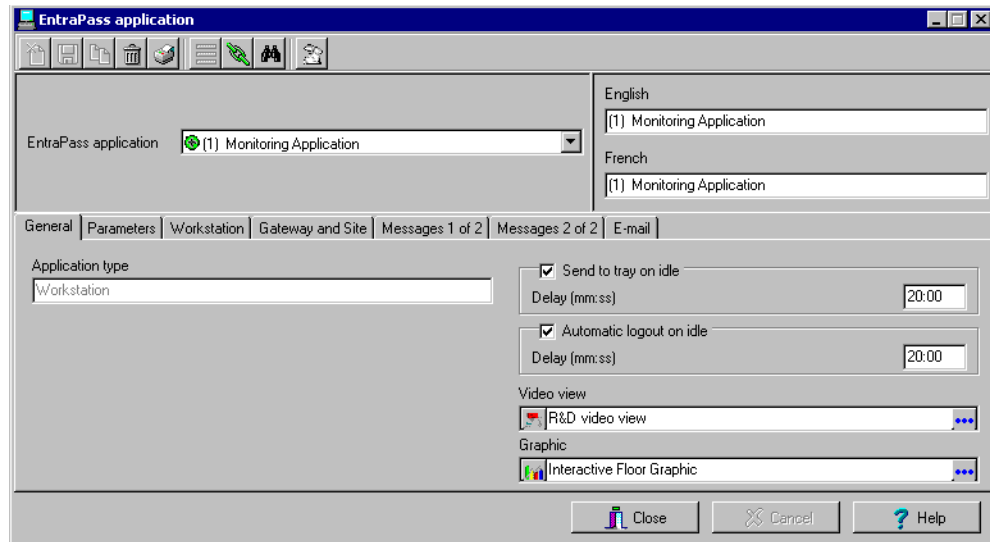 EntraPass application
English
(1) Monitoring Application
EntraPass application
(1) Monitoring Application
French
(1) Monitoring Application
General Parameters Workstation Gateway and Site Messages 1 of 2 Messages 2 of 2 E-mail
Application type
Workstation
Send to tray on idle
Delay (mm:ss) 20:00
Automatic logout on idle
Delay (mm:ss) 20:00
Video view
R&D video view
Graphic
Interactive Floor Graphic
Close Cancel Help